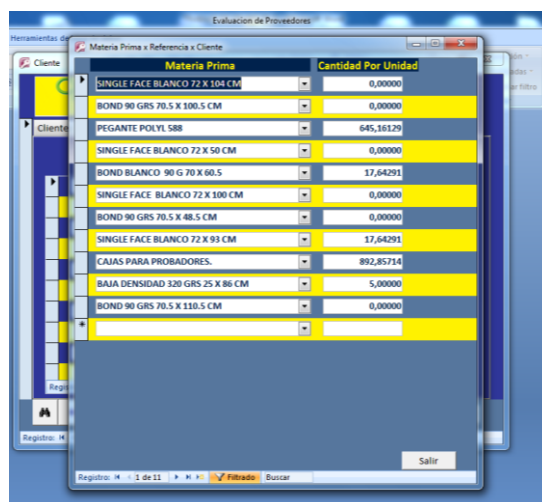 Evaluacion de Proveedores
Herramientas de
Materia Prima x Referencia x Cliente
Cliente
Materia Prima Cantidad Por Unidad
SINGLE FACE BLANCO 72 X 104 CM 0,00000
BOND 90 GRS 70.5 X 100.5 CM 0,00000
PEGANTE POLYL 588 645,16129
Cliente
SINGLE FACE BLANCO 72 X 50 CM 0,00000
BOND BLANCO 90 G 70 X 60.5 17,64291
SINGLE FACE BLANCO 72 X 100 CM 0,00000
BOND 90 GRS 70.5 X 48.5 CM 0,00000
SINGLE FACE BLANCO 72 X 93 CM 17,64291
CAJAS PARA PROBADORES. 892,85714
BAJA DENSIDAD 320 GRS 25 X 86 CM 5,00000
BOND 90 GRS 70.5 X 110.5 CM 0,00000
Salir
Registro: 1 de 11 Filtrado Buscar
Registro: